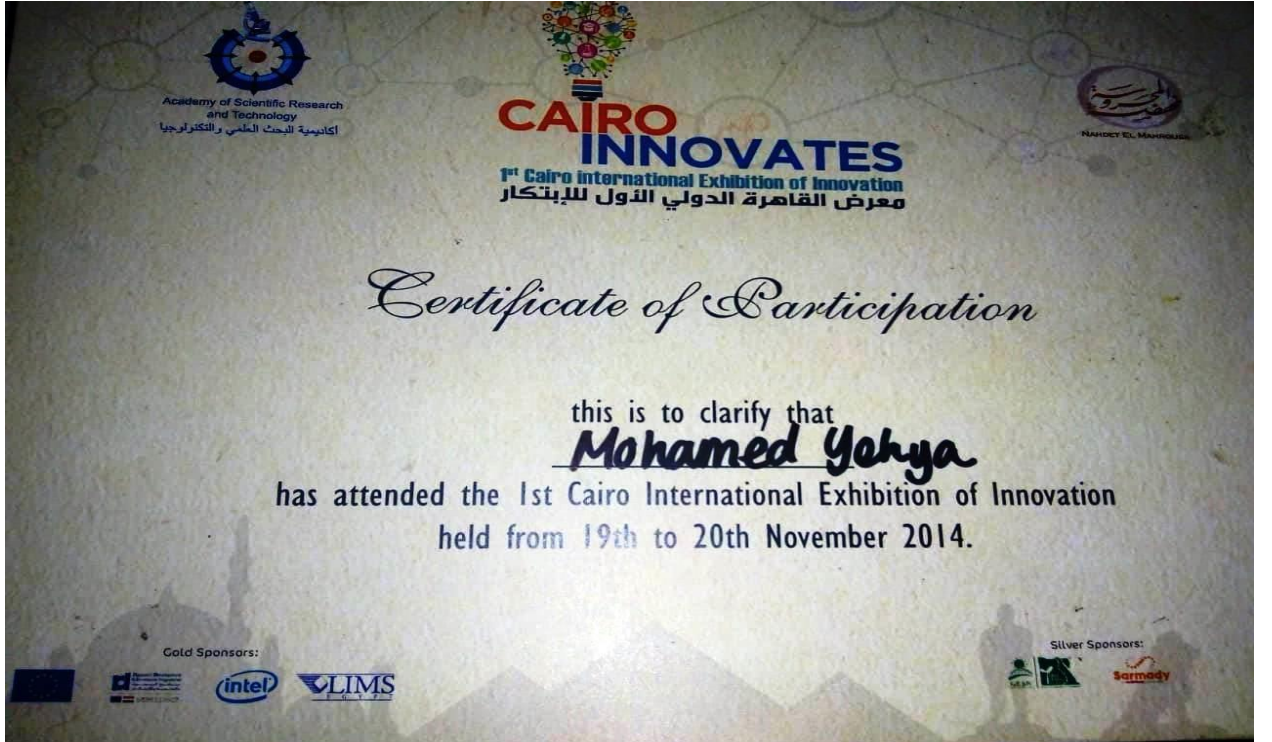 Academy of Scientific Research
and Technology
أكاديمية البحث العلمي والتكنولوجيا
CAIRO
INNOVATES
1st Cairo international Exhibition of Innovation
معرض القاهرة الدولي الأول للإبتكار
NAHDET EL MAHROUSA
Certificate of Participation
this is to clarify that
Mohamed Yehya
has attended the 1st Cairo International Exhibition of Innovation
held from 19th to 20th November 2014.
Gold Sponsors:
intel
LIMS
EGYPT
Silver Sponsors:
Sarmady